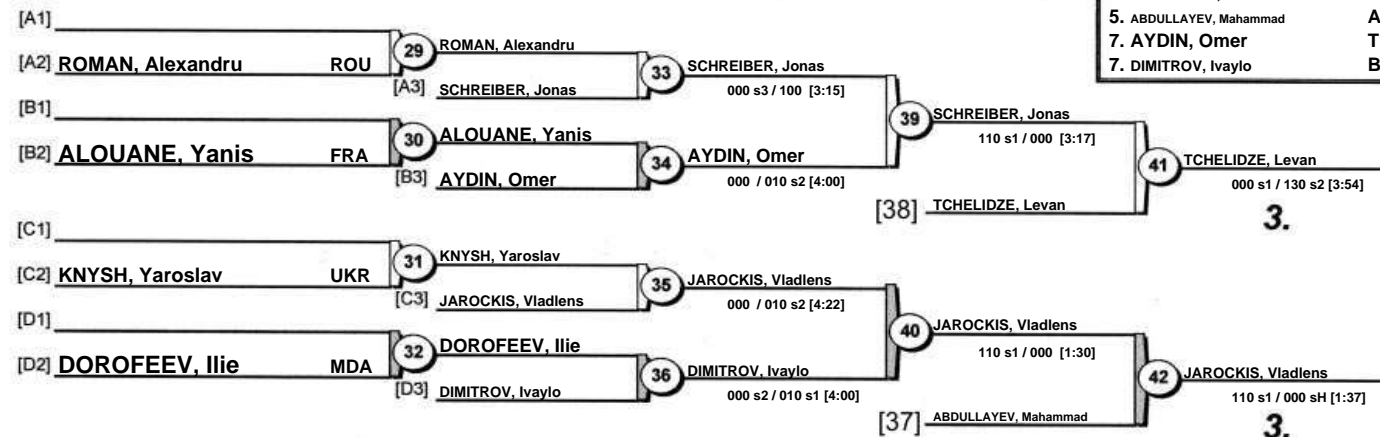 5. ABDULLAYEV, Mahammad A
7. AYDIN, Omer T
7. DIMITROV, Ivaylo B
[A1]
[A2] ROMAN, Alexandru ROU
29 ROMAN, Alexandru
[A3] SCHREIBER, Jonas
33 SCHREIBER, Jonas
000 s3 / 100 [3:15]
[B1]
[B2] ALOUANE, Yanis FRA
30 ALOUANE, Yanis
[B3] AYDIN, Omer
34 AYDIN, Omer
000 / 010 s2 [4:00]
39 SCHREIBER, Jonas
110 s1 / 000 [3:17]
[38] TCHELIDZE, Levan
41 TCHELIDZE, Levan
000 s1 / 130 s2 [3:54]
3.
[C1]
[C2] KNYSH, Yaroslav UKR
31 KNYSH, Yaroslav
[C3] JAROCKIS, Vladlens
35 JAROCKIS, Vladlens
000 / 010 s2 [4:22]
[D1]
[D2] DOROFEEV, Ilie MDA
32 DOROFEEV, Ilie
[D3] DIMITROV, Ivaylo
36 DIMITROV, Ivaylo
000 s2 / 010 s1 [4:00]
40 JAROCKIS, Vladlens
110 s1 / 000 [1:30]
[37] ABDULLAYEV, Mahammad
42 JAROCKIS, Vladlens
110 s1 / 000 sH [1:37]
3.